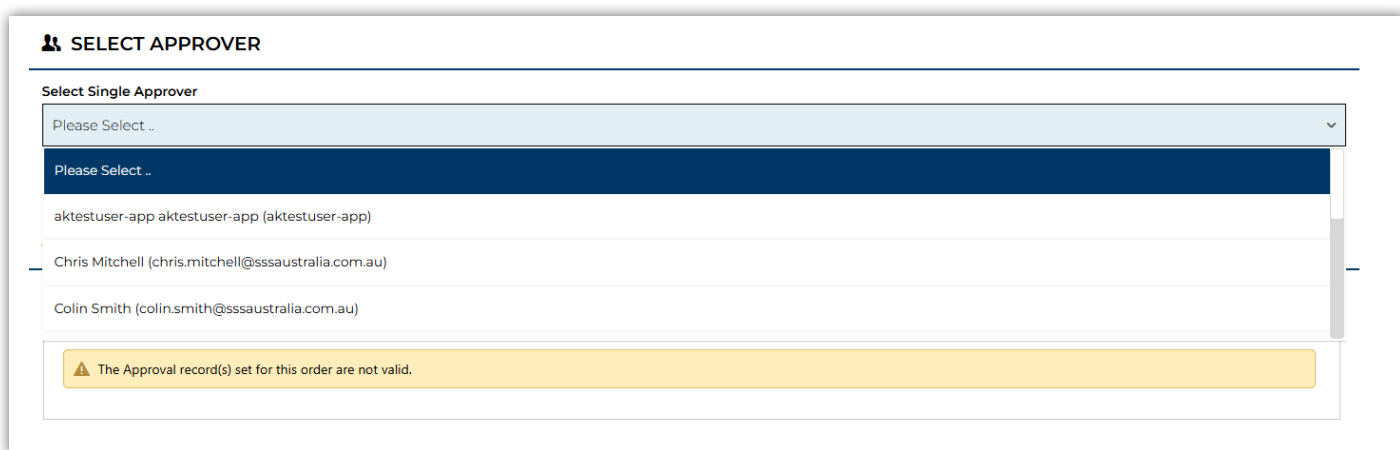 SELECT APPROVER
Select Single Approver
Please Select ..
Please Select ..
aktestuser-app aktestuser-app (aktestuser-app)
Chris Mitchell (chris.mitchell@sssaustralia.com.au)
Colin Smith (colin.smith@sssaustralia.com.au)
The Approval record(s) set for this order are not valid.